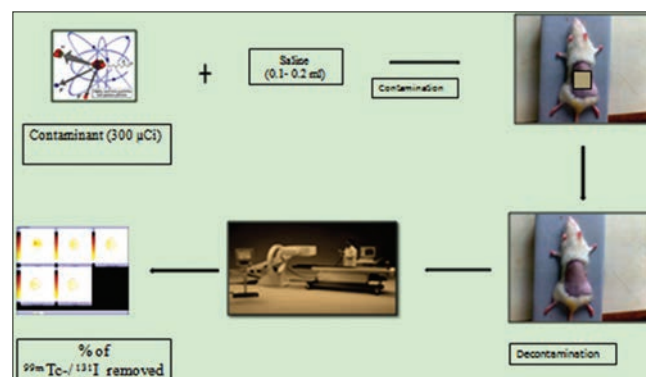 +
Saline
(0.1- 0.2 ml)
Contamination
Contaminant (300 µCi)
% of
99mTc-/ 131I removed
Decontamination